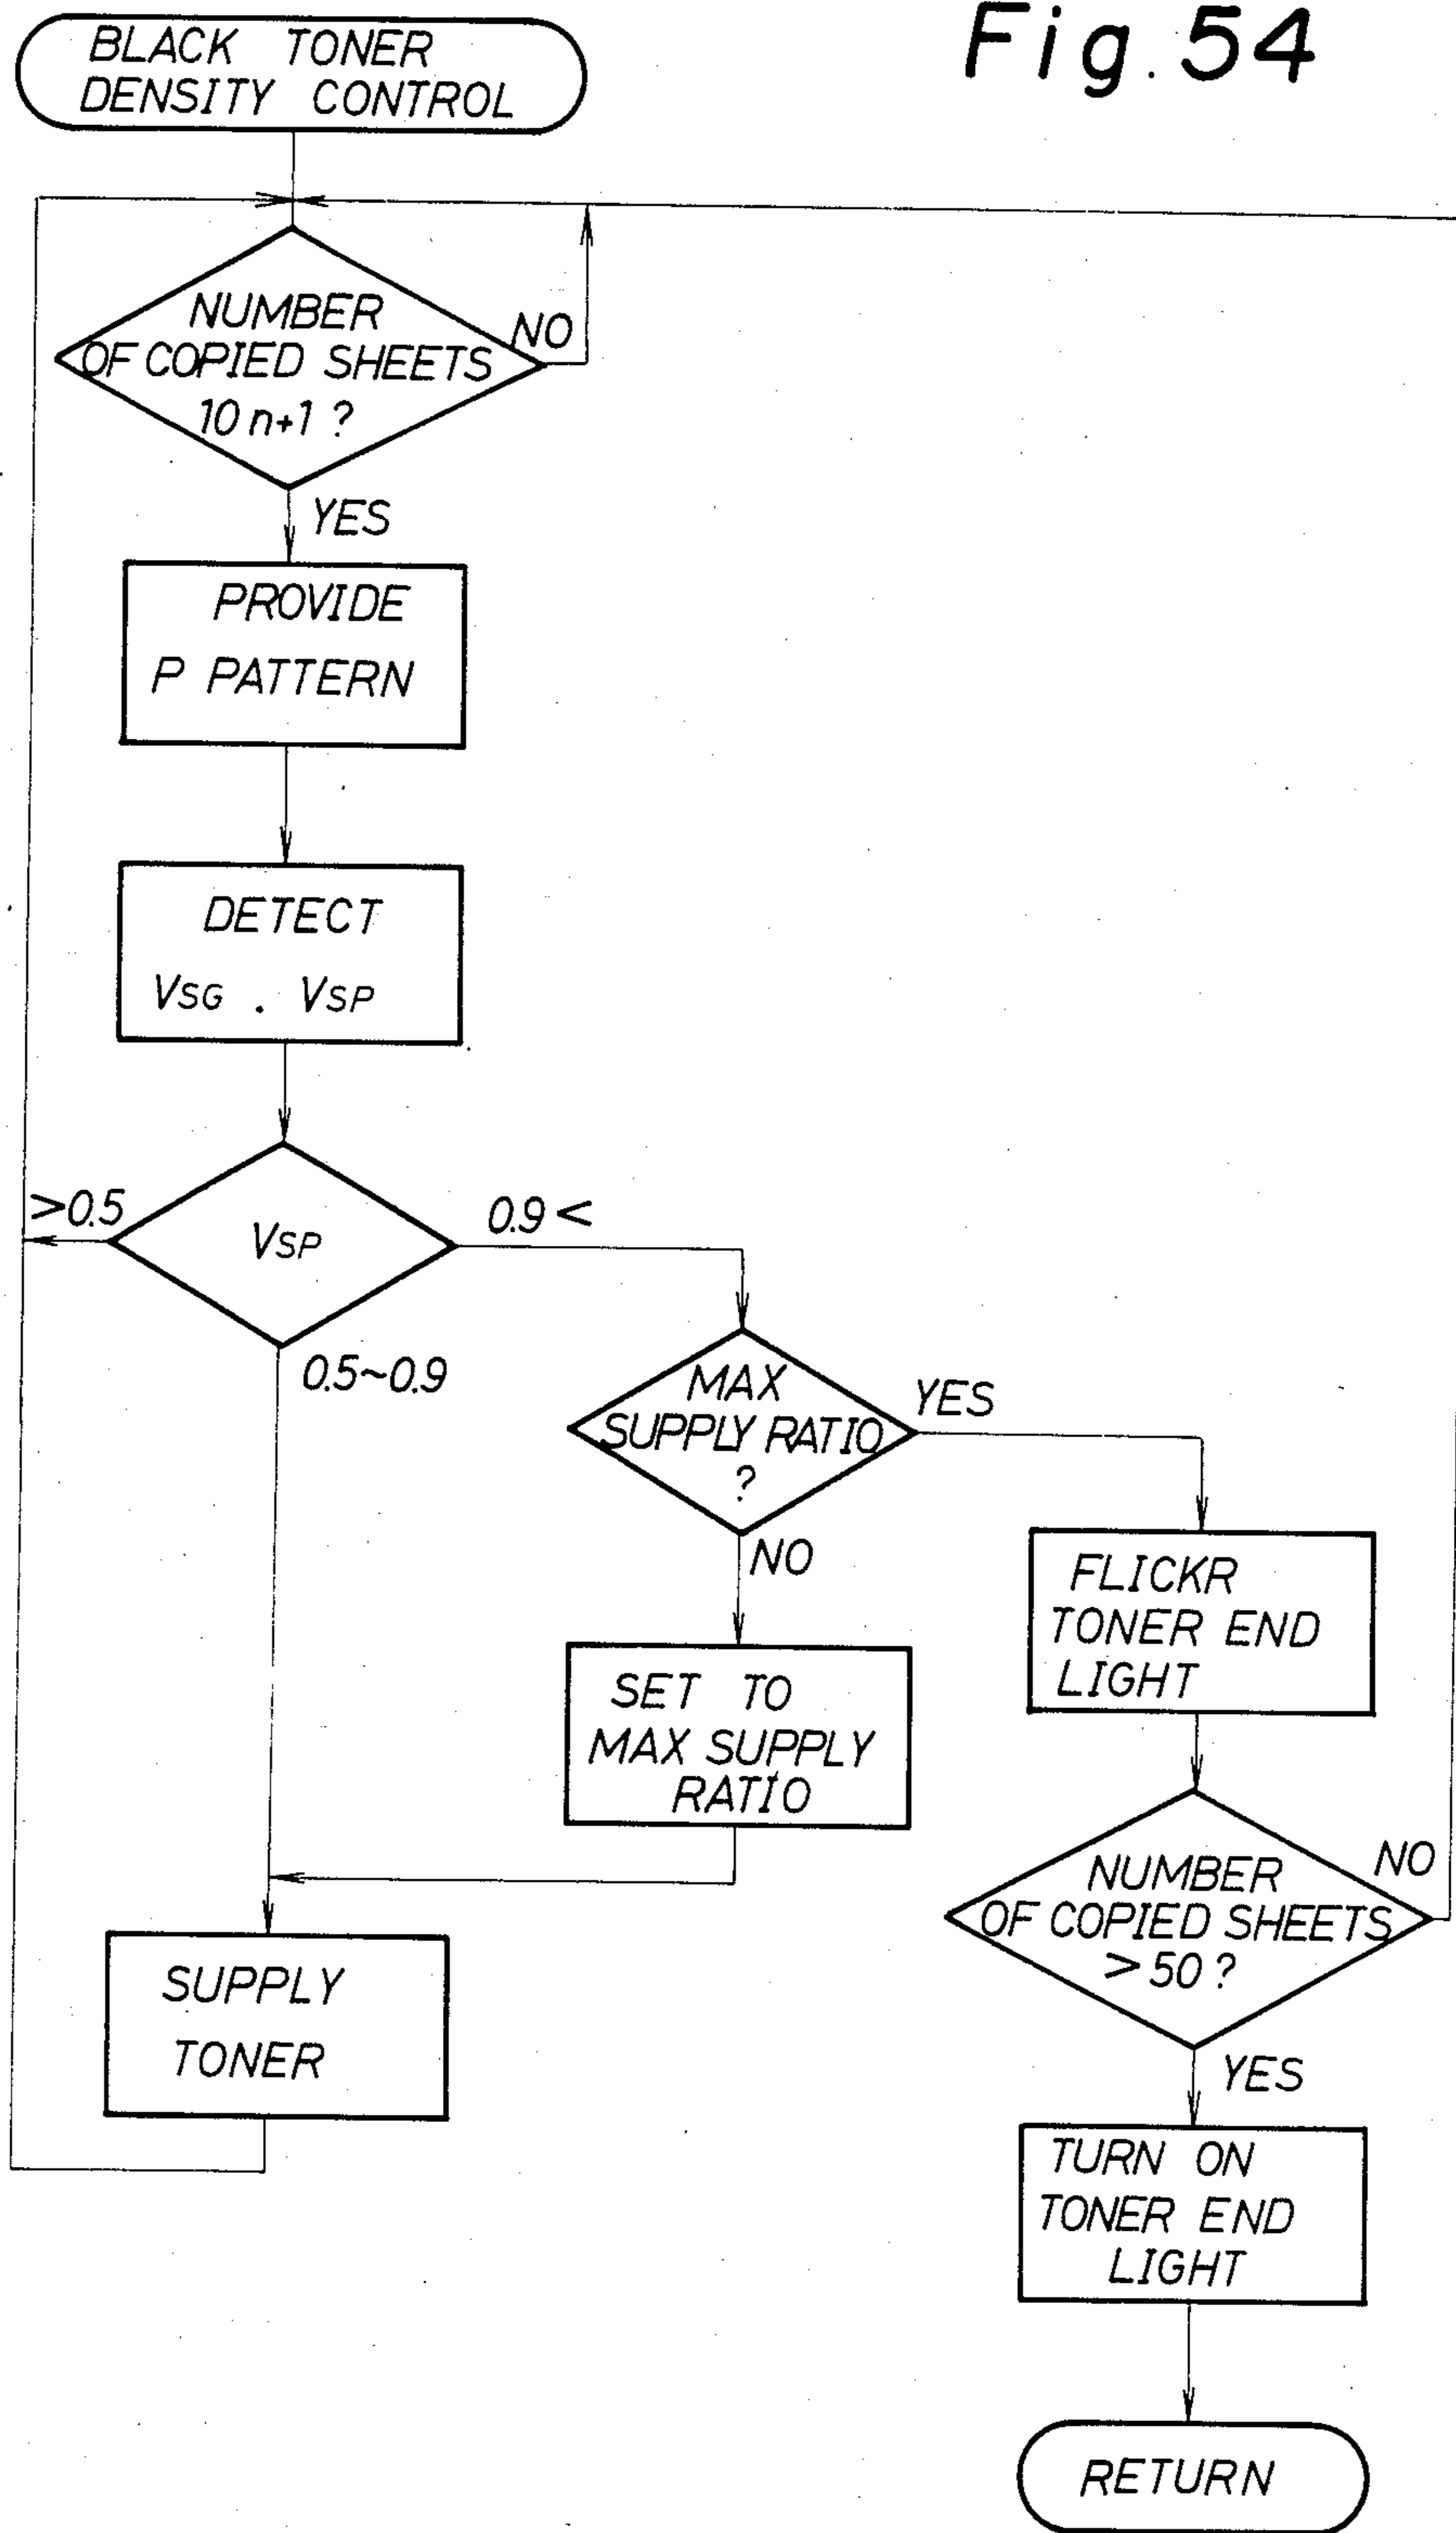 Fig. 54
BLACK TONER
DENSITY CONTROL
NUMBER
OF COPIED SHEETS
10 n+1 ?
NO
YES
PROVIDE
P PATTERN
DETECT
VSG . VSP
VSP
>0.5
0.9<
0.5~0.9
MAX
SUPPLY RATIO
?
YES
NO
SET TO
MAX SUPPLY
RATIO
SUPPLY
TONER
FLICKR
TONER END
LIGHT
NUMBER
OF COPIED SHEETS
>50 ?
NO
YES
TURN ON
TONER END
LIGHT
RETURN